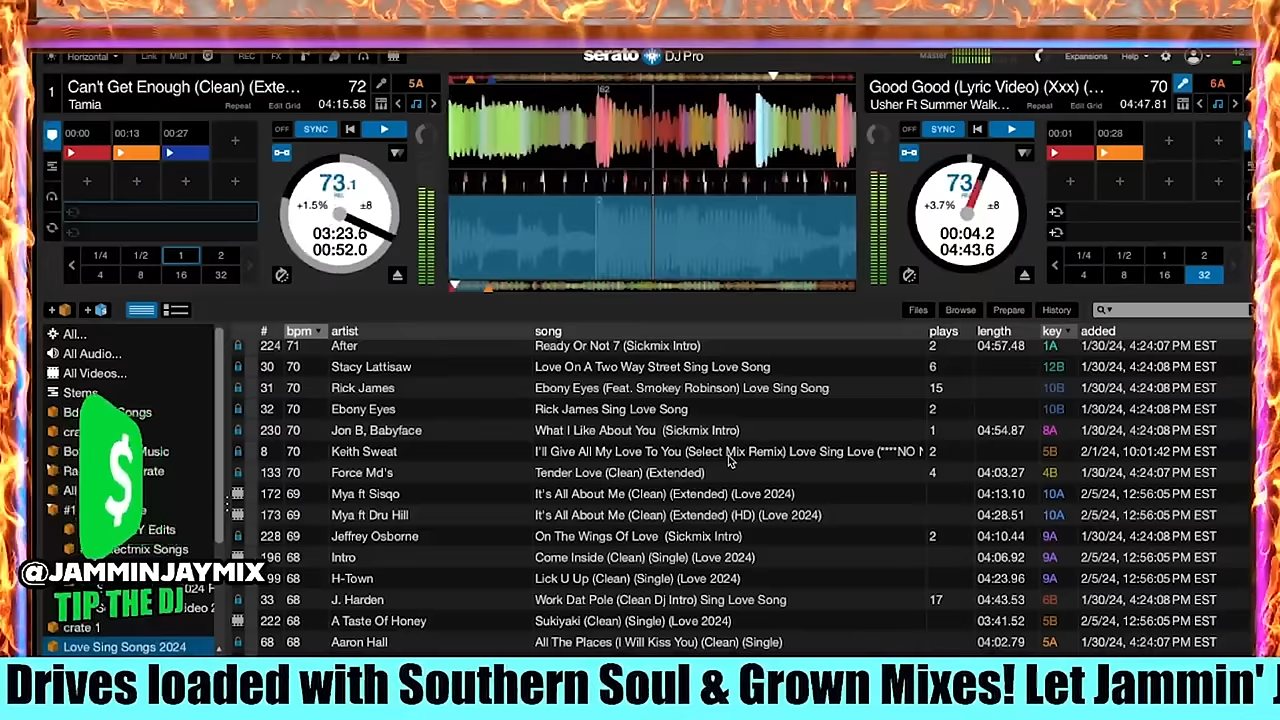 Horizontal Link MIDI REC FX serato DJ Pro Master Expansions Help
1 Can't Get Enough (Clean) (Exte... 72 5A
Tamia Repeat Edit Grid 04:15.58
Good Good (Lyric Video) (Xxx) (... 70 6A
Usher Ft Summer Walk... Repeat Edit Grid 04:47.81
00:00 00:13 00:27
OFF SYNC
73.1
+1.5% ±8
03:23.6
00:52.0
1/4 1/2 1 2
4 8 16 32
62
OFF SYNC
73
+3.7% ±8
00:04.2
04:43.6
00:01 00:28
1/4 1/2 1 2
4 8 16 32
Files Browse Prepare History
All...
All Audio...
All Videos...
Stems
crate 1
Love Sing Songs 2024
# bpm artist song plays length key added
224 71 After Ready Or Not 7 (Sickmix Intro) 2 04:57.48 1A 1/30/24, 4:24:07 PM EST
30 70 Stacy Lattisaw Love On A Two Way Street Sing Love Song 6 12B 1/30/24, 4:24:08 PM EST
31 70 Rick James Ebony Eyes (Feat. Smokey Robinson) Love Sing Song 15 10B 1/30/24, 4:24:08 PM EST
32 70 Ebony Eyes Rick James Sing Love Song 2 10B 1/30/24, 4:24:08 PM EST
230 70 Jon B, Babyface What I Like About You (Sickmix Intro) 1 04:54.87 8A 1/30/24, 4:24:08 PM EST
8 70 Keith Sweat I'll Give All My Love To You (Select Mix Remix) Love Sing Love (****NO 2 5B 2/1/24, 10:01:42 PM EST
133 70 Force Md's Tender Love (Clean) (Extended) 4 04:03.27 4B 1/30/24, 4:24:07 PM EST
172 69 Mya ft Sisqo It's All About Me (Clean) (Extended) (Love 2024) 04:13.10 10A 2/5/24, 12:56:05 PM EST
173 69 Mya ft Dru Hill It's All About Me (Clean) (Extended) (HD) (Love 2024) 04:28.51 10A 2/5/24, 12:56:05 PM EST
228 69 Jeffrey Osborne On The Wings Of Love (Sickmix Intro) 2 04:10.44 9A 1/30/24, 4:24:07 PM EST
196 68 Intro Come Inside (Clean) (Single) (Love 2024) 04:06.92 9A 2/5/24, 12:56:05 PM EST
99 68 H-Town Lick U Up (Clean) (Single) (Love 2024) 04:23.96 9A 2/5/24, 12:56:05 PM EST
33 68 J. Harden Work Dat Pole (Clean Dj Intro) Sing Love Song 17 04:43.53 6B 1/30/24, 4:24:08 PM EST
222 68 A Taste Of Honey Sukiyaki (Clean) (Single) (Love 2024) 03:41.52 5B 2/5/24, 12:56:05 PM EST
68 68 Aaron Hall All The Places (I Will Kiss You) (Clean) (Single) 04:02.79 5A 1/30/24, 4:24:07 PM EST
$
@JAMMINJAYMIX
TIP THE DJ
Drives loaded with Southern Soul & Grown Mixes! Let Jammin'